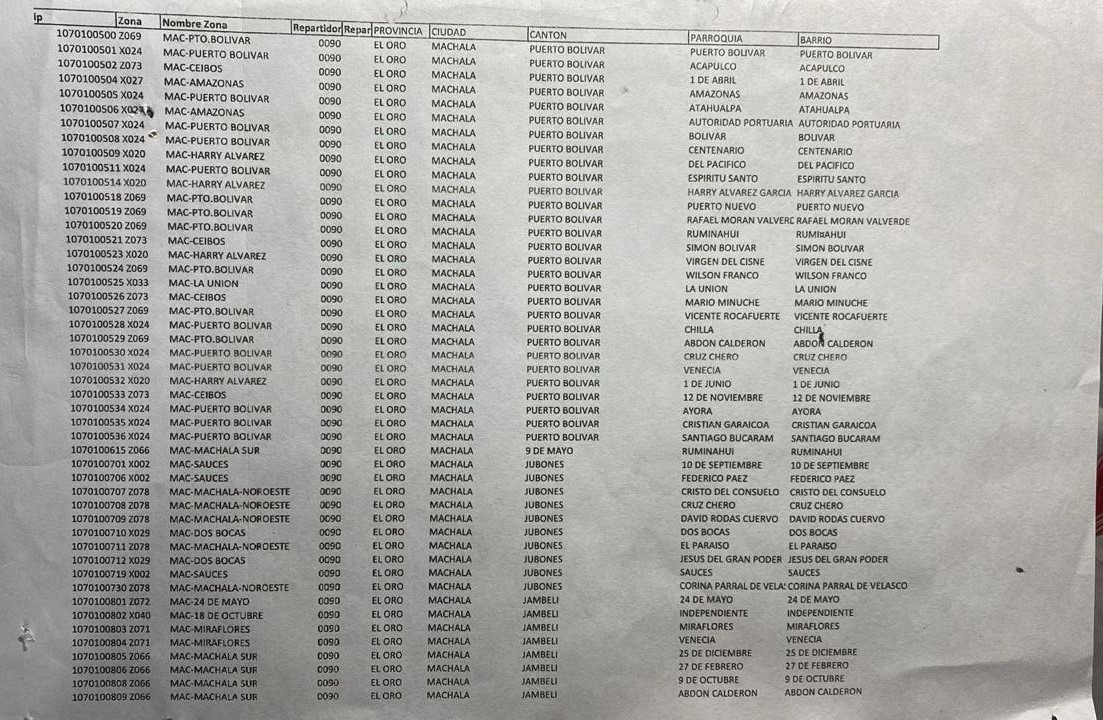 Ip Zona Nombre Zona Repartidor Repar PROVINCIA CIUDAD CANTON PARROQUIA BARRIO
1070100500 Z069 MAC-PTO.BOLIVAR 0090 EL ORO MACHALA PUERTO BOLIVAR PUERTO BOLIVAR PUERTO BOLIVAR
1070100501 X024 MAC-PUERTO BOLIVAR 0090 EL ORO MACHALA PUERTO BOLIVAR ACAPULCO ACAPULCO
1070100502 Z073 MAC-CEIBOS 0090 EL ORO MACHALA PUERTO BOLIVAR 1 DE ABRIL 1 DE ABRIL
1070100504 X027 MAC-AMAZONAS 0090 EL ORO MACHALA PUERTO BOLIVAR AMAZONAS AMAZONAS
1070100505 X024 MAC-PUERTO BOLIVAR 0090 EL ORO MACHALA PUERTO BOLIVAR ATAHUALPA ATAHUALPA
1070100506 MAC-AMAZONAS 0090 EL ORO MACHALA PUERTO BOLIVAR AUTORIDAD PORTUARIA AUTORIDAD PORTUARIA
1070100507 X024 MAC-PUERTO BOLIVAR 0090 EL ORO MACHALA PUERTO BOLIVAR BOLIVAR BOLIVAR
1070100508 X024 MAC-PUERTO BOLIVAR 0090 EL ORO MACHALA PUERTO BOLIVAR CENTENARIO CENTENARIO
1070100509 X020 MAC-HARRY ALVAREZ 0090 EL ORO MACHALA PUERTO BOLIVAR DEL PACIFICO DEL PACIFICO
1070100511 X024 MAC-PUERTO BOLIVAR 0090 EL ORO MACHALA PUERTO BOLIVAR ESPIRITU SANTO ESPIRITU SANTO
1070100514 X020 MAC-HARRY ALVAREZ 0090 EL ORO MACHALA PUERTO BOLIVAR HARRY ALVAREZ GARCIA HARRY ALVAREZ GARCIA
1070100518 Z069 MAC-PTO.BOLIVAR 0090 EL ORO MACHALA PUERTO BOLIVAR PUERTO NUEVO PUERTO NUEVO
1070100519 Z069 MAC-PTO.BOLIVAR 0090 EL ORO MACHALA PUERTO BOLIVAR RAFAEL MORAN VALVERD RAFAEL MORAN VALVERDE
1070100520 Z069 MAC-PTO.BOLIVAR 0090 EL ORO MACHALA PUERTO BOLIVAR RUMINAHUI RUMINAHUI
1070100521 Z073 MAC-CEIBOS 0090 EL ORO MACHALA PUERTO BOLIVAR SIMON BOLIVAR SIMON BOLIVAR
1070100523 X020 MAC-HARRY ALVAREZ 0090 EL ORO MACHALA PUERTO BOLIVAR VIRGEN DEL CISNE VIRGEN DEL CISNE
1070100524 Z069 MAC-PTO.BOLIVAR 0090 EL ORO MACHALA PUERTO BOLIVAR WILSON FRANCO WILSON FRANCO
1070100525 X033 MAC-LA UNION 0090 EL ORO MACHALA PUERTO BOLIVAR LA UNION LA UNION
1070100526 Z073 MAC-CEIBOS 0090 EL ORO MACHALA PUERTO BOLIVAR MARIO MINUCHE MARIO MINUCHE
1070100527 Z069 MAC-PTO.BOLIVAR 0090 EL ORO MACHALA PUERTO BOLIVAR VICENTE ROCAFUERTE VICENTE ROCAFUERTE
1070100528 X024 MAC-PUERTO BOLIVAR 0090 EL ORO MACHALA PUERTO BOLIVAR CHILLA CHILLA
1070100529 Z069 MAC-PTO.BOLIVAR 0090 EL ORO MACHALA PUERTO BOLIVAR ABDON CALDERON ABDON CALDERON
1070100530 X024 MAC-PUERTO BOLIVAR 0090 EL ORO MACHALA PUERTO BOLIVAR CRUZ CHERO CRUZ CHERO
1070100531 X024 MAC-PUERTO BOLIVAR 0090 EL ORO MACHALA PUERTO BOLIVAR VENECIA VENECIA
1070100532 X020 MAC-HARRY ALVAREZ 0090 EL ORO MACHALA PUERTO BOLIVAR 1 DE JUNIO 1 DE JUNIO
1070100533 Z073 MAC-CEIBOS 0090 EL ORO MACHALA PUERTO BOLIVAR 12 DE NOVIEMBRE 12 DE NOVIEMBRE
1070100534 X024 MAC-PUERTO BOLIVAR 0090 EL ORO MACHALA PUERTO BOLIVAR AYORA AYORA
1070100535 X024 MAC-PUERTO BOLIVAR 0090 EL ORO MACHALA PUERTO BOLIVAR CRISTIAN GARAICOA CRISTIAN GARAICOA
1070100536 X024 MAC-PUERTO BOLIVAR 0090 EL ORO MACHALA PUERTO BOLIVAR SANTIAGO BUCARAM SANTIAGO BUCARAM
1070100615 Z066 MAC-MACHALA SUR 0090 EL ORO MACHALA 9 DE MAYO RUMINAHUI RUMINAHUI
1070100701 X002 MAC-SAUCES 0090 EL ORO MACHALA JUBONES 10 DE SEPTIEMBRE 10 DE SEPTIEMBRE
1070100706 X002 MAC-SAUCES 0090 EL ORO MACHALA JUBONES FEDERICO PAEZ FEDERICO PAEZ
1070100707 Z078 MAC-MACHALA-NOROESTE 0090 EL ORO MACHALA JUBONES CRISTO DEL CONSUELO CRISTO DEL CONSUELO
1070100708 Z078 MAC-MACHALA-NOROESTE 0090 EL ORO MACHALA JUBONES CRUZ CHERO CRUZ CHERO
1070100709 Z078 MAC-MACHALA-NOROESTE 0090 EL ORO MACHALA JUBONES DAVID RODAS CUERVO DAVID RODAS CUERVO
1070100710 X029 MAC-DOS BOCAS 0090 EL ORO MACHALA JUBONES DOS BOCAS DOS BOCAS
1070100711 Z078 MAC-MACHALA-NOROESTE 0090 EL ORO MACHALA JUBONES EL PARAISO EL PARAISO
1070100712 X029 MAC-DOS BOCAS 0090 EL ORO MACHALA JUBONES JESUS DEL GRAN PODER JESUS DEL GRAN PODER
1070100719 X002 MAC-SAUCES 0090 EL ORO MACHALA JUBONES SAUCES SAUCES
1070100730 Z078 MAC-MACHALA-NOROESTE 0090 EL ORO MACHALA JUBONES CORINA PARRAL DE VELAS CORINA PARRAL DE VELASCO
1070100801 Z072 MAC-24 DE MAYO 0090 EL ORO MACHALA JAMBELI 24 DE MAYO 24 DE MAYO
1070100802 X040 MAC-18 DE OCTUBRE 0090 EL ORO MACHALA JAMBELI INDEPENDIENTE INDEPENDIENTE
1070100803 Z071 MAC-MIRAFLORES 0090 EL ORO MACHALA JAMBELI MIRAFLORES MIRAFLORES
1070100804 Z071 MAC-MIRAFLORES 0090 EL ORO MACHALA JAMBELI VENECIA VENECIA
1070100805 Z066 MAC-MACHALA SUR 0090 EL ORO MACHALA JAMBELI 25 DE DICIEMBRE 25 DE DICIEMBRE
1070100806 Z066 MAC-MACHALA SUR 0090 EL ORO MACHALA JAMBELI 27 DE FEBRERO 27 DE FEBRERO
1070100808 Z066 MAC-MACHALA SUR 0090 EL ORO MACHALA JAMBELI 9 DE OCTUBRE 9 DE OCTUBRE
1070100809 Z066 MAC-MACHALA SUR 0090 EL ORO MACHALA JAMBELI ABDON CALDERON ABDON CALDERON